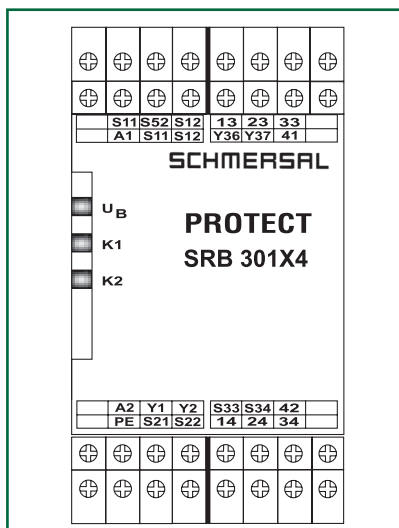 S11 S52 S12 13 23 33
A1 S11 S12 Y36 Y37 41
SCHMERSAL
UB
PROTECT
K1
SRB 301X4
K2
A2 Y1 Y2 S33 S34 42
PE S21 S22 14 24 34